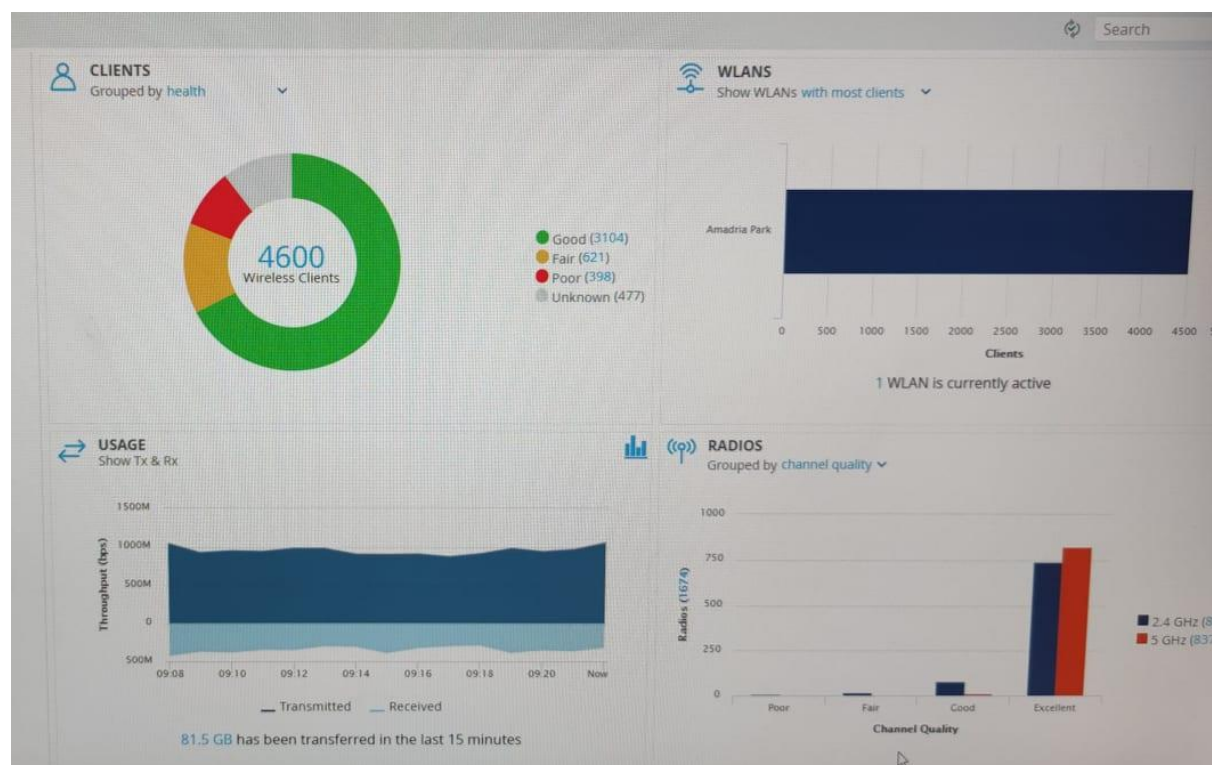 Search
CLIENTS
Grouped by health
4600
Wireless Clients
Good (3104)
Fair (621)
Poor (398)
Unknown (477)
WLANS
Show WLANs with most clients
Amadria Park
0 500 1000 1500 2000 2500 3000 3500 4000 4500
Clients
1 WLAN is currently active
USAGE
Show Tx & Rx
Throughput (bps)
1500M
1000M
500M
0
500M
09:08 09:10 09:12 09:14 09:16 09:18 09:20 Now
Transmitted Received
81.5 GB has been transferred in the last 15 minutes
RADIOS
Grouped by channel quality
Radios (1674)
1000
750
500
250
0
Poor Fair Good Excellent
Channel Quality
2.4 GHz (8
5 GHz (837